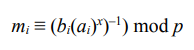 mᵢ ≡ (bᵢ(aᵢ)ˣ)⁻¹) mod p